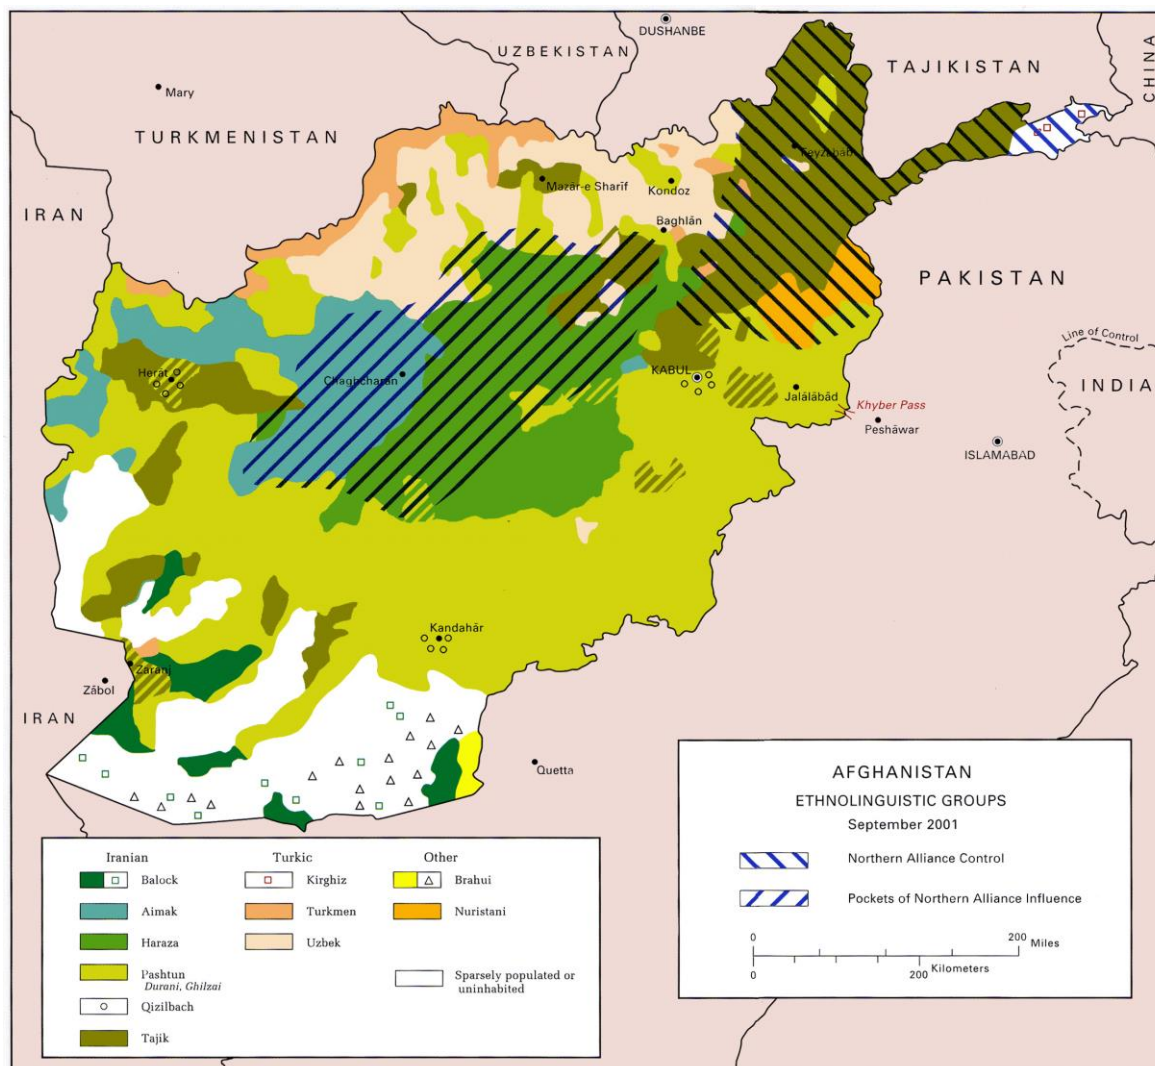 DUSHANBE
UZBEKISTAN
TAJIKISTAN
CHINA
Mary
TURKMENISTAN
Feyzabab
Mazār-e Sharīf
Kondoz
IRAN
Baghlān
PAKISTAN
Line of Control
Herāt
Chaghcharān
KABUL
INDIA
Jalālābād
Khyber Pass
Peshāwar
ISLAMABAD
Kandahār
Zaranj
Zābol
IRAN
Quetta
AFGHANISTAN
ETHNOLINGUISTIC GROUPS
September 2001
Northern Alliance Control
Pockets of Northern Alliance Influence
0 200 Miles
0 200 Kilometers
Iranian Turkic Other
Balock Kirghiz Brahui
Aimak Turkmen Nuristani
Haraza Uzbek
Pashtun
Durani, Ghilzai
Sparsely populated or
uninhabited
Qizilbach
Tajik